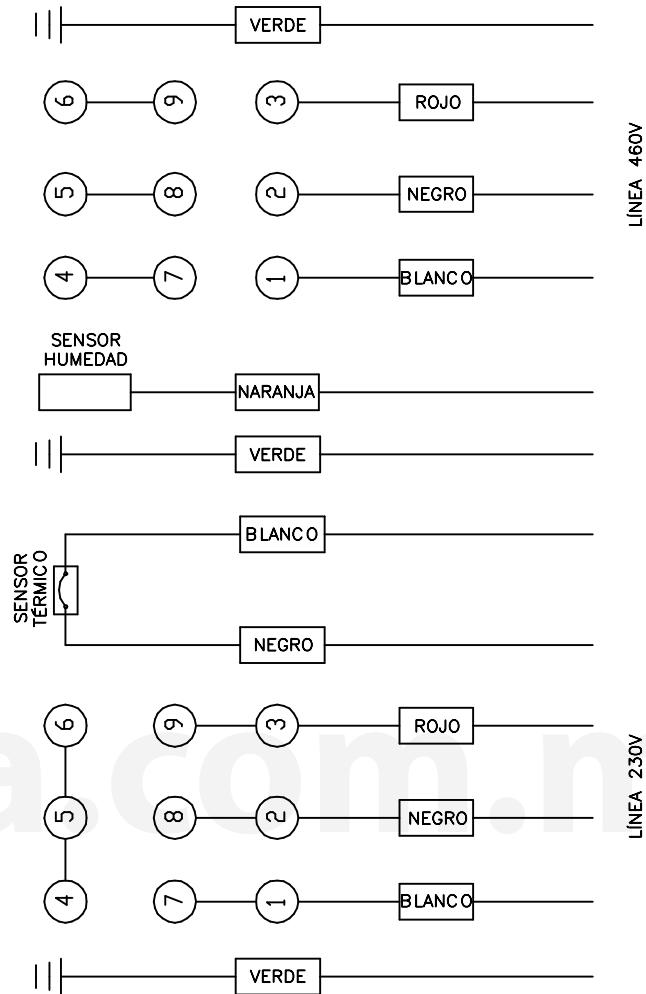 VERDE
6 9 3 ROJO
5 8 2 NEGRO
LÍNEA 460V
4 7 1 BLANCO
SENSOR
HUMEDAD
NARANJA
VERDE
BLANCO
SENSOR
TÉRMICO
NEGRO
6 9 3 ROJO
5 8 2 NEGRO
LÍNEA 230V
4 7 1 BLANCO
VERDE
a.com.m